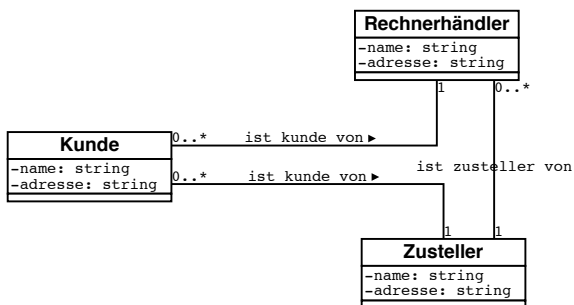 Rechnerhändler
-name: string
-adresse: string
1
0..*
0..*
ist kunde von ►
Kunde
-name: string
-adresse: string
0..*
ist kunde von ►
ist zusteller von
1
1
Zusteller
-name: string
-adresse: string